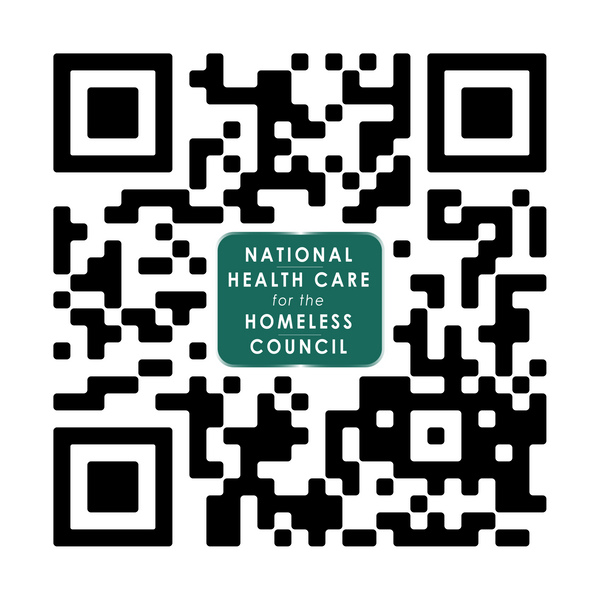 NATIONAL
HEALTH CARE
for the
HOMELESS
COUNCIL